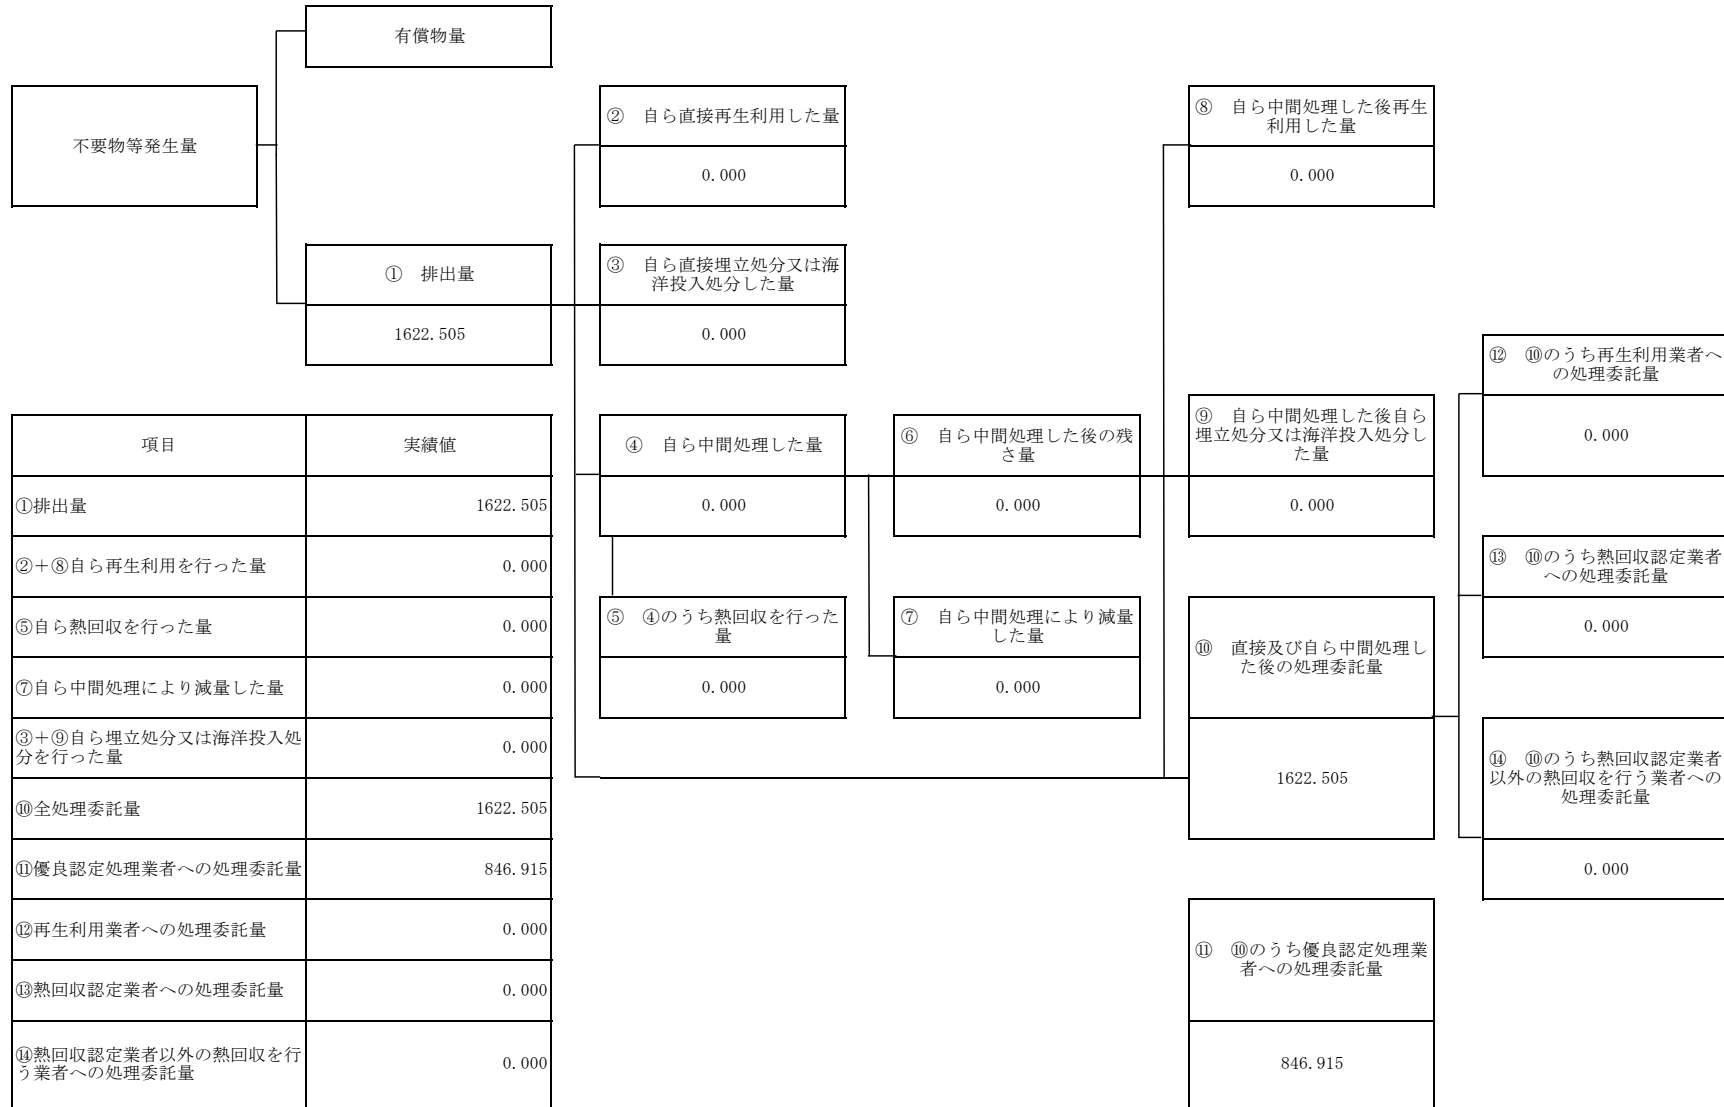 有償物量
不要物等発生量
② 自ら直接再生利用した量
0.000
⑧ 自ら中間処理した後再生
利用した量
0.000
① 排出量
1622.505
③ 自ら直接埋立処分又は海
洋投入処分した量
0.000
⑫ ⑩のうち再生利用業者へ
の処理委託量
0.000
④ 自ら中間処理した量
0.000
⑥ 自ら中間処理した後の残
さ量
0.000
⑨ 自ら中間処理した後自ら
埋立処分又は海洋投入処分し
た量
0.000
⑬ ⑩のうち熱回収認定業者
への処理委託量
0.000
⑤ ④のうち熱回収を行った
量
0.000
⑦ 自ら中間処理により減量
した量
0.000
⑩ 直接及び自ら中間処理し
た後の処理委託量
1622.505
⑭ ⑩のうち熱回収認定業者
以外の熱回収を行う業者への
処理委託量
0.000
⑪ ⑩のうち優良認定処理業
者への処理委託量
846.915
項目 実績値
①排出量 1622.505
②+⑧自ら再生利用を行った量 0.000
⑤自ら熱回収を行った量 0.000
⑦自ら中間処理により減量した量 0.000
③+⑨自ら埋立処分又は海洋投入処
分を行った量 0.000
⑩全処理委託量 1622.505
⑪優良認定処理業者への処理委託量 846.915
⑫再生利用業者への処理委託量 0.000
⑬熱回収認定業者への処理委託量 0.000
⑭熱回収認定業者以外の熱回収を行
う業者への処理委託量 0.000